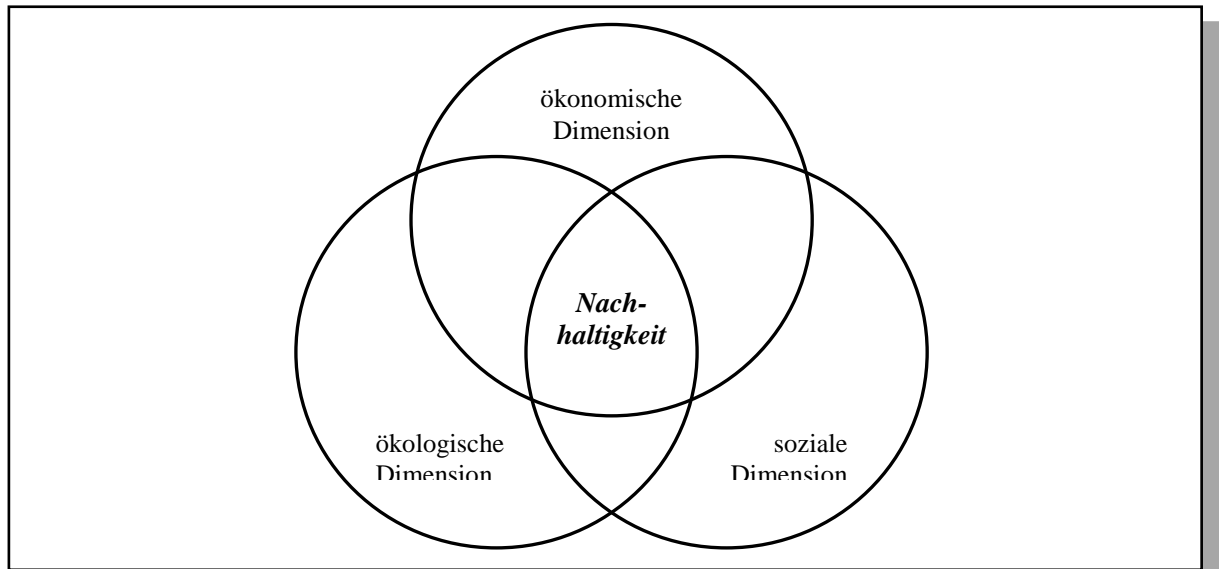 ökonomische
Dimension
Nach-
haltigkeit
ökologische
Dimension
soziale
Dimension